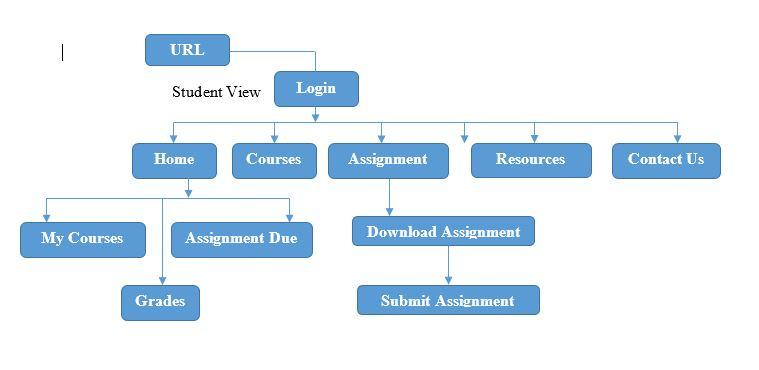 URL
Student View
Login
Home
Courses
Assignment
Resources
Contact Us
My Courses
Assignment Due
Download Assignment
Grades
Submit Assignment